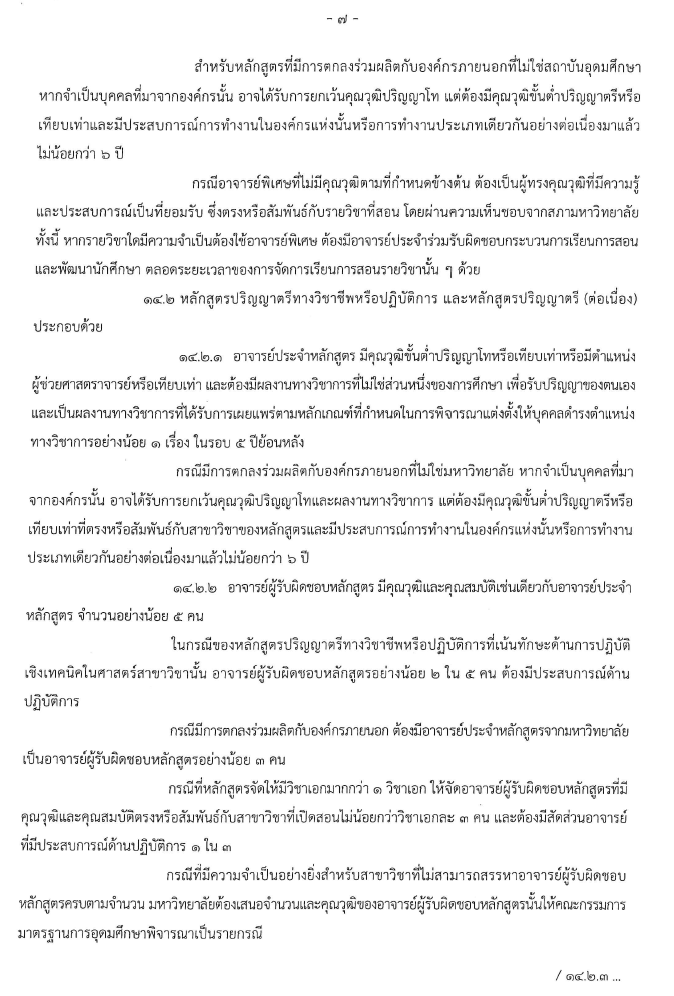 - ๗ -
สำหรับหลักสูตรที่มีการตกลงร่วมผลิตกับองค์กรภายนอกที่ไม่ใช่สถาบันอุดมศึกษา
หากจำเป็นบุคคลที่มาจากองค์กรนั้น อาจได้รับการยกเว้นคุณวุฒิปริญญาโท แต่ต้องมีคุณวุฒิขั้นต่ำปริญญาตรีหรือ
เทียบเท่าและมีประสบการณ์การทำงานในองค์กรแห่งนั้นหรือการทำงานประเภทเดียวกันอย่างต่อเนื่องมาแล้ว
ไม่น้อยกว่า ๖ ปี
กรณีอาจารย์พิเศษที่ไม่มีคุณวุฒิตามที่กำหนดข้างต้น ต้องเป็นผู้ทรงคุณวุฒิที่มีความรู้
และประสบการณ์เป็นที่ยอมรับ ซึ่งตรงหรือสัมพันธ์กับรายวิชาที่สอน โดยผ่านความเห็นชอบจากสภามหาวิทยาลัย
ทั้งนี้ หากรายวิชาใดมีความจำเป็นต้องใช้อาจารย์พิเศษ ต้องมีอาจารย์ประจำร่วมรับผิดชอบกระบวนการเรียนการสอน
และพัฒนานักศึกษา ตลอดระยะเวลาของการจัดการเรียนการสอนรายวิชานั้น ๆ ด้วย
๑๔.๒ หลักสูตรปริญญาตรีทางวิชาชีพหรือปฏิบัติการ และหลักสูตรปริญญาตรี (ต่อเนื่อง)
ประกอบด้วย
๑๔.๒.๑ อาจารย์ประจำหลักสูตร มีคุณวุฒิขั้นต่ำปริญญาโทหรือเทียบเท่าหรือมีตำแหน่ง
ผู้ช่วยศาสตราจารย์หรือเทียบเท่า และต้องมีผลงานทางวิชาการที่ไม่ใช่ส่วนหนึ่งของการศึกษา เพื่อรับปริญญาของตนเอง
และเป็นผลงานทางวิชาการที่ได้รับการเผยแพร่ตามหลักเกณฑ์ที่กำหนดในการพิจารณาแต่งตั้งให้บุคคลดำรงตำแหน่ง
ทางวิชาการอย่างน้อย ๑ เรื่อง ในรอบ ๕ ปีย้อนหลัง
กรณีมีการตกลงร่วมผลิตกับองค์กรภายนอกที่ไม่ใช่มหาวิทยาลัย หากจำเป็นบุคคลที่มา
จากองค์กรนั้น อาจได้รับการยกเว้นคุณวุฒิปริญญาโทและผลงานทางวิชาการ แต่ต้องมีคุณวุฒิขั้นต่ำปริญญาตรีหรือ
เทียบเท่าที่ตรงหรือสัมพันธ์กับสาขาวิชาของหลักสูตรและมีประสบการณ์การทำงานในองค์กรแห่งนั้นหรือการทำงาน
ประเภทเดียวกันอย่างต่อเนื่องมาแล้วไม่น้อยกว่า ๖ ปี
๑๔.๒.๒ อาจารย์ผู้รับผิดชอบหลักสูตร มีคุณวุฒิและคุณสมบัติเช่นเดียวกับอาจารย์ประจำ
หลักสูตร จำนวนอย่างน้อย ๕ คน
ในกรณีของหลักสูตรปริญญาตรีทางวิชาชีพหรือปฏิบัติการที่เน้นทักษะด้านการปฏิบัติ
เชิงเทคนิคในศาสตร์สาขาวิชานั้น อาจารย์ผู้รับผิดชอบหลักสูตรอย่างน้อย ๒ ใน ๕ คน ต้องมีประสบการณ์ด้าน
ปฏิบัติการ
กรณีมีการตกลงร่วมผลิตกับองค์กรภายนอก ต้องมีอาจารย์ประจำหลักสูตรจากมหาวิทยาลัย
เป็นอาจารย์ผู้รับผิดชอบหลักสูตรอย่างน้อย ๓ คน
กรณีที่หลักสูตรจัดให้มีวิชาเอกมากกว่า ๑ วิชาเอก ให้จัดอาจารย์ผู้รับผิดชอบหลักสูตรที่มี
คุณวุฒิและคุณสมบัติตรงหรือสัมพันธ์กับสาขาวิชาที่เปิดสอนไม่น้อยกว่าวิชาเอกละ ๓ คน และต้องมีสัดส่วนอาจารย์
ที่มีประสบการณ์ด้านปฏิบัติการ ๑ ใน ๓
กรณีที่มีความจำเป็นอย่างยิ่งสำหรับสาขาวิชาที่ไม่สามารถสรรหาอาจารย์ผู้รับผิดชอบ
หลักสูตรครบตามจำนวน มหาวิทยาลัยต้องเสนอจำนวนและคุณวุฒิของอาจารย์ผู้รับผิดชอบหลักสูตรนั้นให้คณะกรรมการ
มาตรฐานการอุดมศึกษาพิจารณาเป็นรายกรณี
/ ๑๔.๒.๓ ...